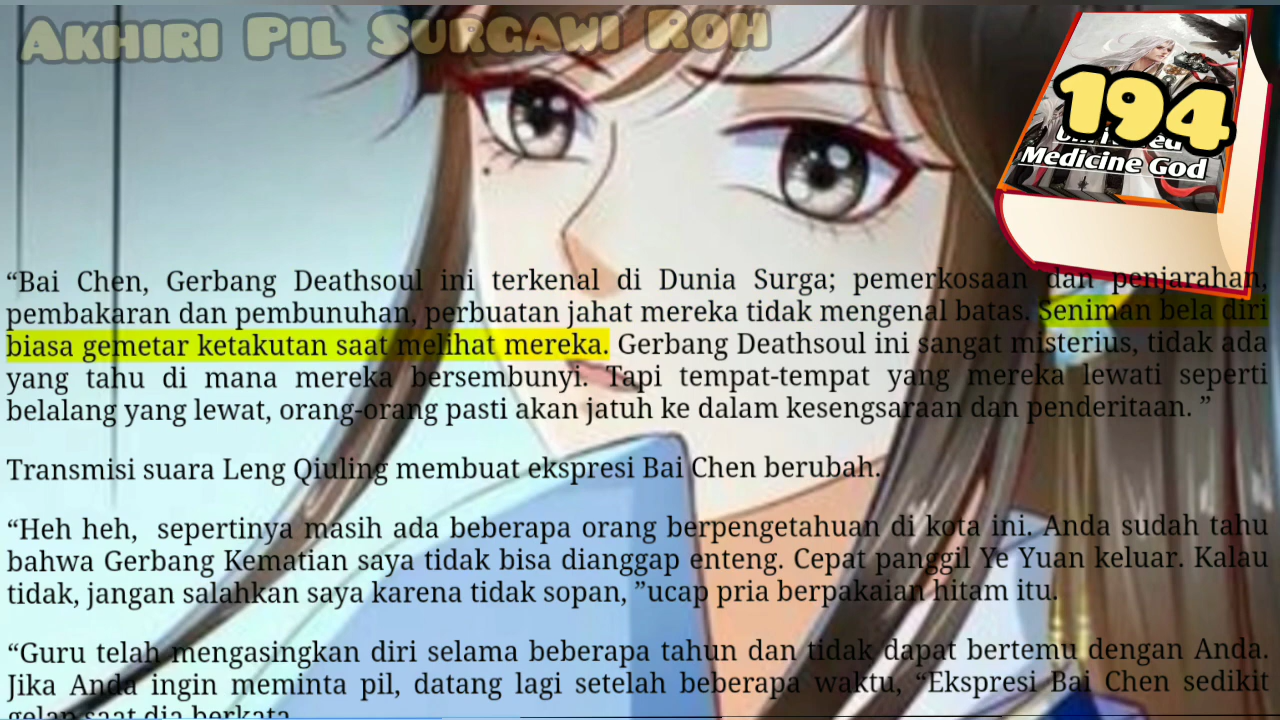 Akhiri Pil Surgawi Roh
194
Medicine God
“Bai Chen, Gerbang Deathsoul ini terkenal di Dunia Surga; pemerkosaan dan penjarahan,
pembakaran dan pembunuhan, perbuatan jahat mereka tidak mengenal batas. Seniman bela diri
biasa gemetar ketakutan saat melihat mereka. Gerbang Deathsoul ini sangat misterius, tidak ada
yang tahu di mana mereka bersembunyi. Tapi tempat-tempat yang mereka lewati seperti
belalang yang lewat, orang-orang pasti akan jatuh ke dalam kesengsaraan dan penderitaan. ”
Transmisi suara Leng Qiuling membuat ekspresi Bai Chen berubah.
“Heh heh,  sepertinya masih ada beberapa orang berpengetahuan di kota ini. Anda sudah tahu
bahwa Gerbang Kematian saya tidak bisa dianggap enteng. Cepat panggil Ye Yuan keluar. Kalau
tidak, jangan salahkan saya karena tidak sopan, ”ucap pria berpakaian hitam itu.
“Guru telah mengasingkan diri selama beberapa tahun dan tidak dapat bertemu dengan Anda.
Jika Anda ingin meminta pil, datang lagi setelah beberapa waktu, “Ekspresi Bai Chen sedikit
gelap saat dia berkata